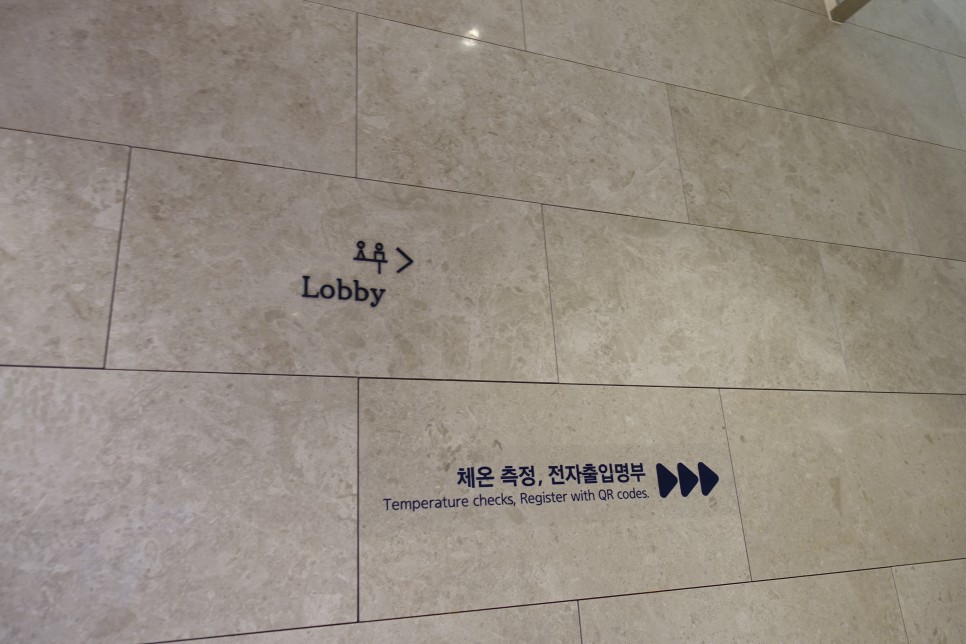 Lobby
체온 측정, 전자출입명부
Temperature checks, Register with QR codes.